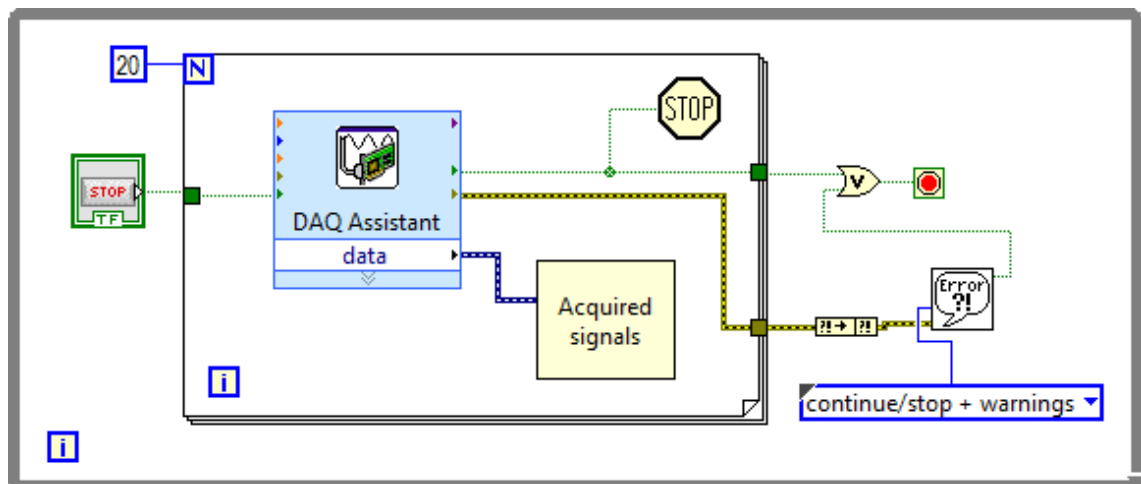 20
N
STOP
STOP
TF
DAQ Assistant
data
Acquired
signals
V
Error
?!
?! ?!
continue/stop + warnings
i
i